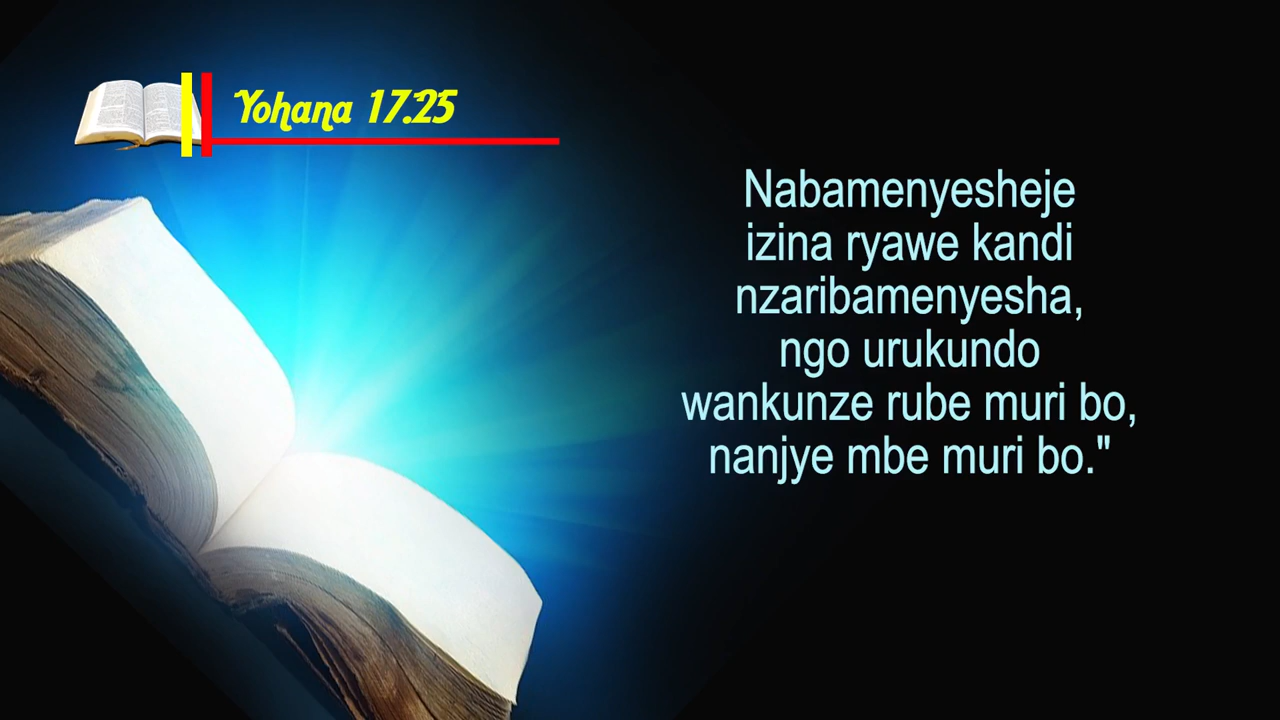 Yohana 17:25
Nabamenyesheje
izina ryawe kandi
nzaribamenyesha,
ngo urukundo
wankunze rube muri bo,
nanjye mbe muri bo."